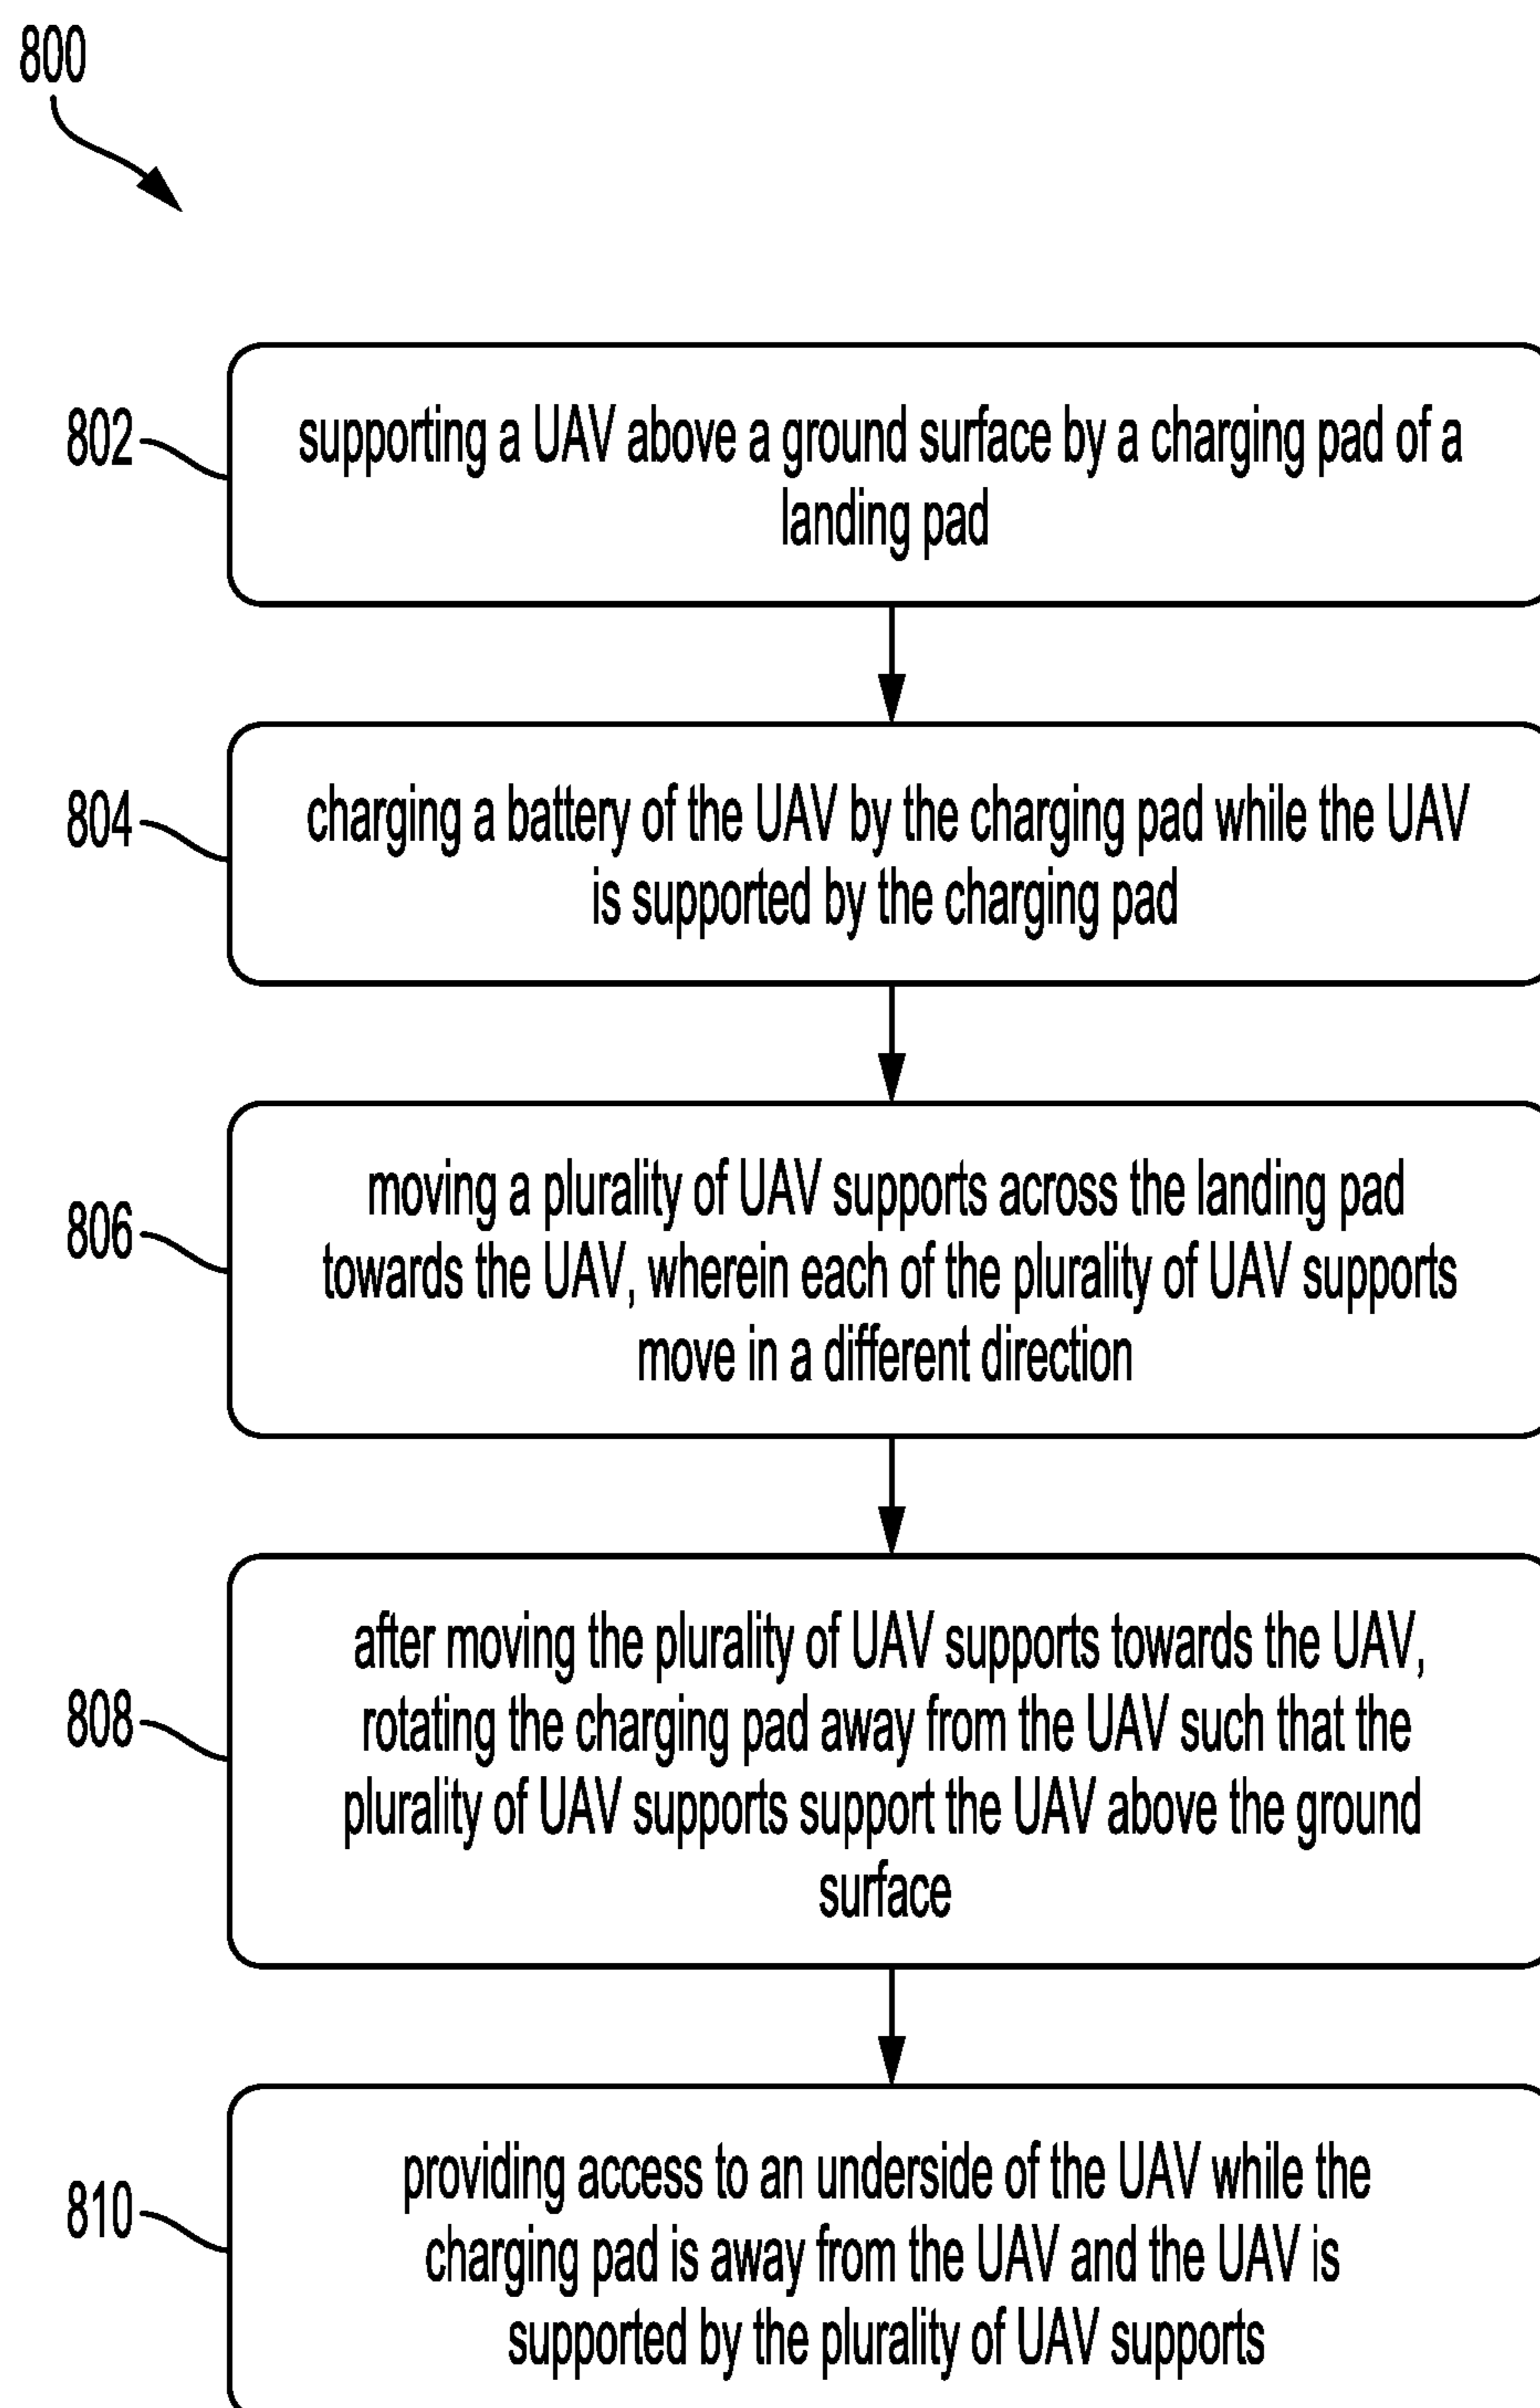 800
802
supporting a UAV above a ground surface by a charging pad of a
landing pad
804
charging a battery of the UAV by the charging pad while the UAV
is supported by the charging pad
806
moving a plurality of UAV supports across the landing pad
towards the UAV, wherein each of the plurality of UAV supports
move in a different direction
808
after moving the plurality of UAV supports towards the UAV,
rotating the charging pad away from the UAV such that the
plurality of UAV supports support the UAV above the ground
surface
810
providing access to an underside of the UAV while the
charging pad is away from the UAV and the UAV is
supported by the plurality of UAV supports